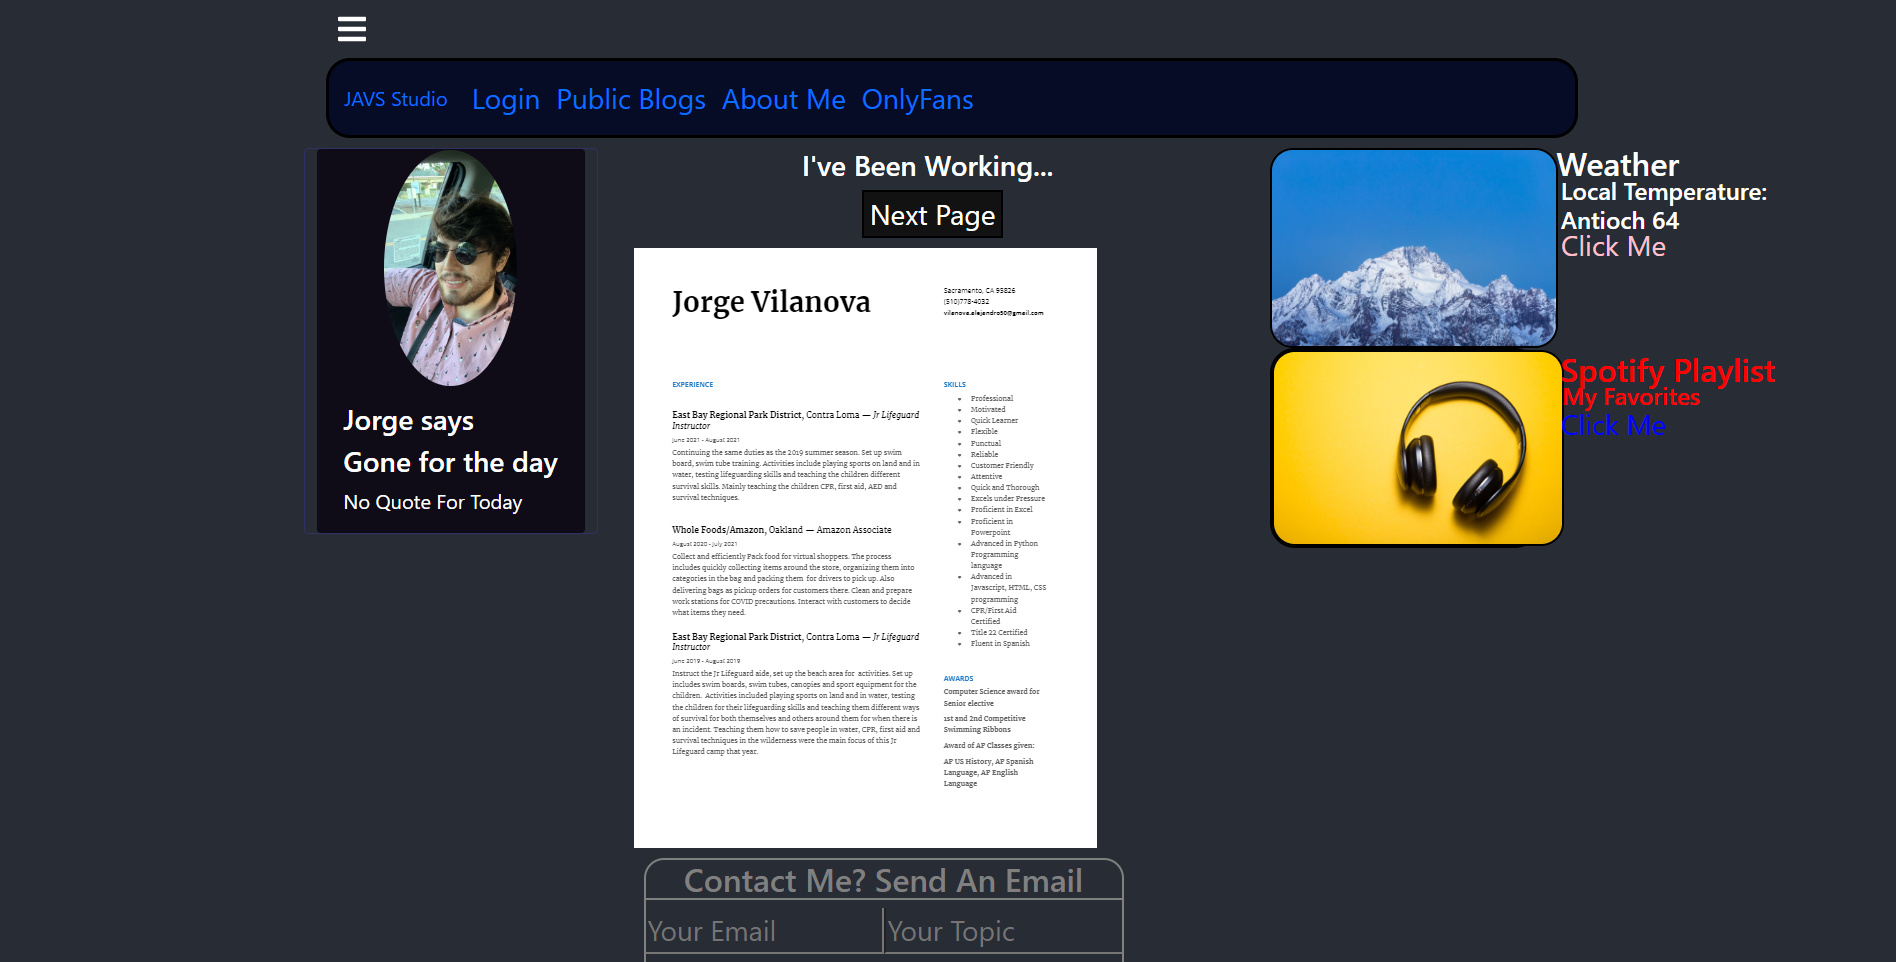 JAVS Studio Login Public Blogs About Me OnlyFans
Jorge says
Gone for the day
No Quote For Today
I've Been Working...
Next Page
Jorge Vilanova
Sacramento, CA 95826
(510)778-4032
vilanova.alejandro50@gmail.com
EXPERIENCE
East Bay Regional Park District, Contra Loma — Jr Lifeguard
Instructor
June 2021 - August 2021
Continuing the same duties as the 2019 summer season. Set up swim
board, swim tube training. Activities include playing sports on land and in
water, testing lifeguarding skills and teaching the children different
survival skills. Mainly teaching the children CPR, first aid, AED and
survival techniques.
Whole Foods/Amazon, Oakland — Amazon Associate
August 2020 - July 2021
Collect and efficiently Pack food for virtual shoppers. The process
includes quickly collecting items around the store, organizing them into
categories in the bag and packing them for drivers to pick up. Also
delivering bags as pickup orders for customers there. Clean and prepare
work stations for COVID precautions. Interact with customers to decide
what items they need.
East Bay Regional Park District, Contra Loma — Jr Lifeguard
Instructor
June 2019 - August 2019
Instruct the Jr Lifeguard aide, set up the beach area for activities. Set up
includes swim boards, swim tubes, canopies and sport equipment for the
children. Activities included playing sports on land and in water, testing
the children for their lifeguarding skills and teaching them different ways
of survival for both themselves and others around them for when there is
an incident. Teaching them how to save people in water, CPR, first aid and
survival techniques in the wilderness were the main focus of this Jr
Lifeguard camp that year.
SKILLS
Professional
Motivated
Quick Learner
Flexible
Punctual
Reliable
Customer Friendly
Attentive
Quick and Thorough
Excels under Pressure
Proficient in Excel
Proficient in
Powerpoint
Advanced in Python
Programming
language
Advanced in
Javascript, HTML, CSS
programming
CPR/First Aid
Certified
Title 22 Certified
Fluent in Spanish
AWARDS
Computer Science award for
Senior elective
1st and 2nd Competitive
Swimming Ribbons
Award of AP Classes given:
AP US History, AP Spanish
Language, AP English
Language
Contact Me? Send An Email
Your Email
Your Topic
Weather
Local Temperature:
Antioch 64
Click Me
Spotify Playlist
My Favorites
Click Me